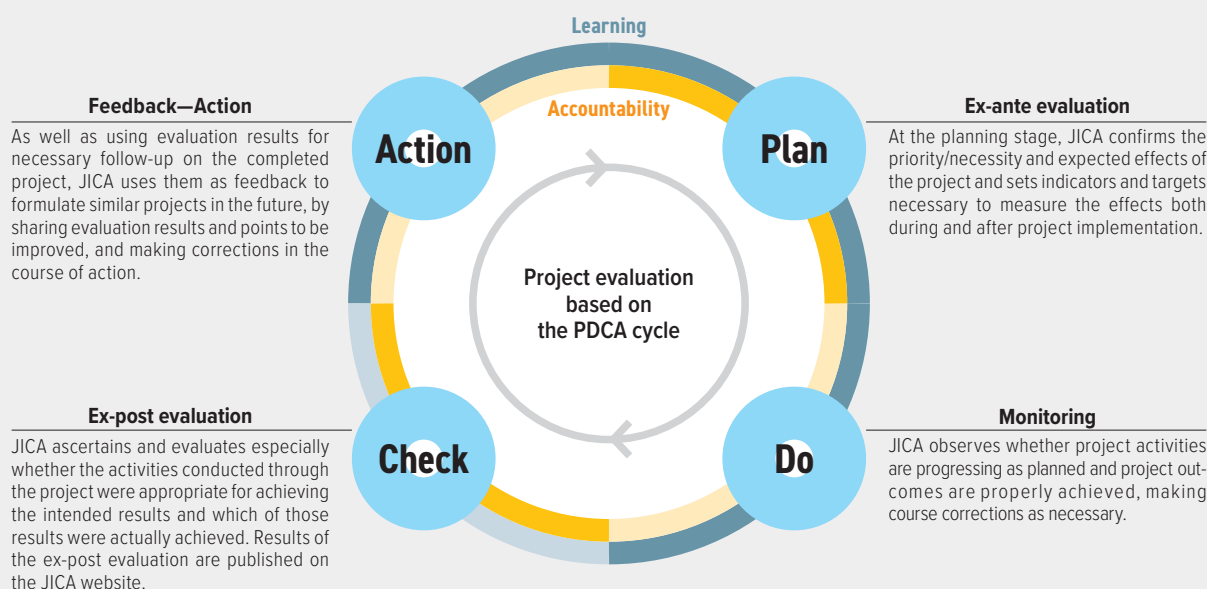 Learning
Accountability
Action
Plan
Feedback—Action
As well as using evaluation results for
necessary follow-up on the completed
project, JICA uses them as feedback to
formulate similar projects in the future, by
sharing evaluation results and points to be
improved, and making corrections in the
course of action.
Ex-ante evaluation
At the planning stage, JICA confirms the
priority/necessity and expected effects of
the project and sets indicators and targets
necessary to measure the effects both
during and after project implementation.
Project evaluation
based on
the PDCA cycle
Check
Do
Ex-post evaluation
JICA ascertains and evaluates especially
whether the activities conducted through
the project were appropriate for achieving
the intended results and which of those
results were actually achieved. Results of
the ex-post evaluation are published on
the JICA website.
Monitoring
JICA observes whether project activities
are progressing as planned and project out-
comes are properly achieved, making
course corrections as necessary.